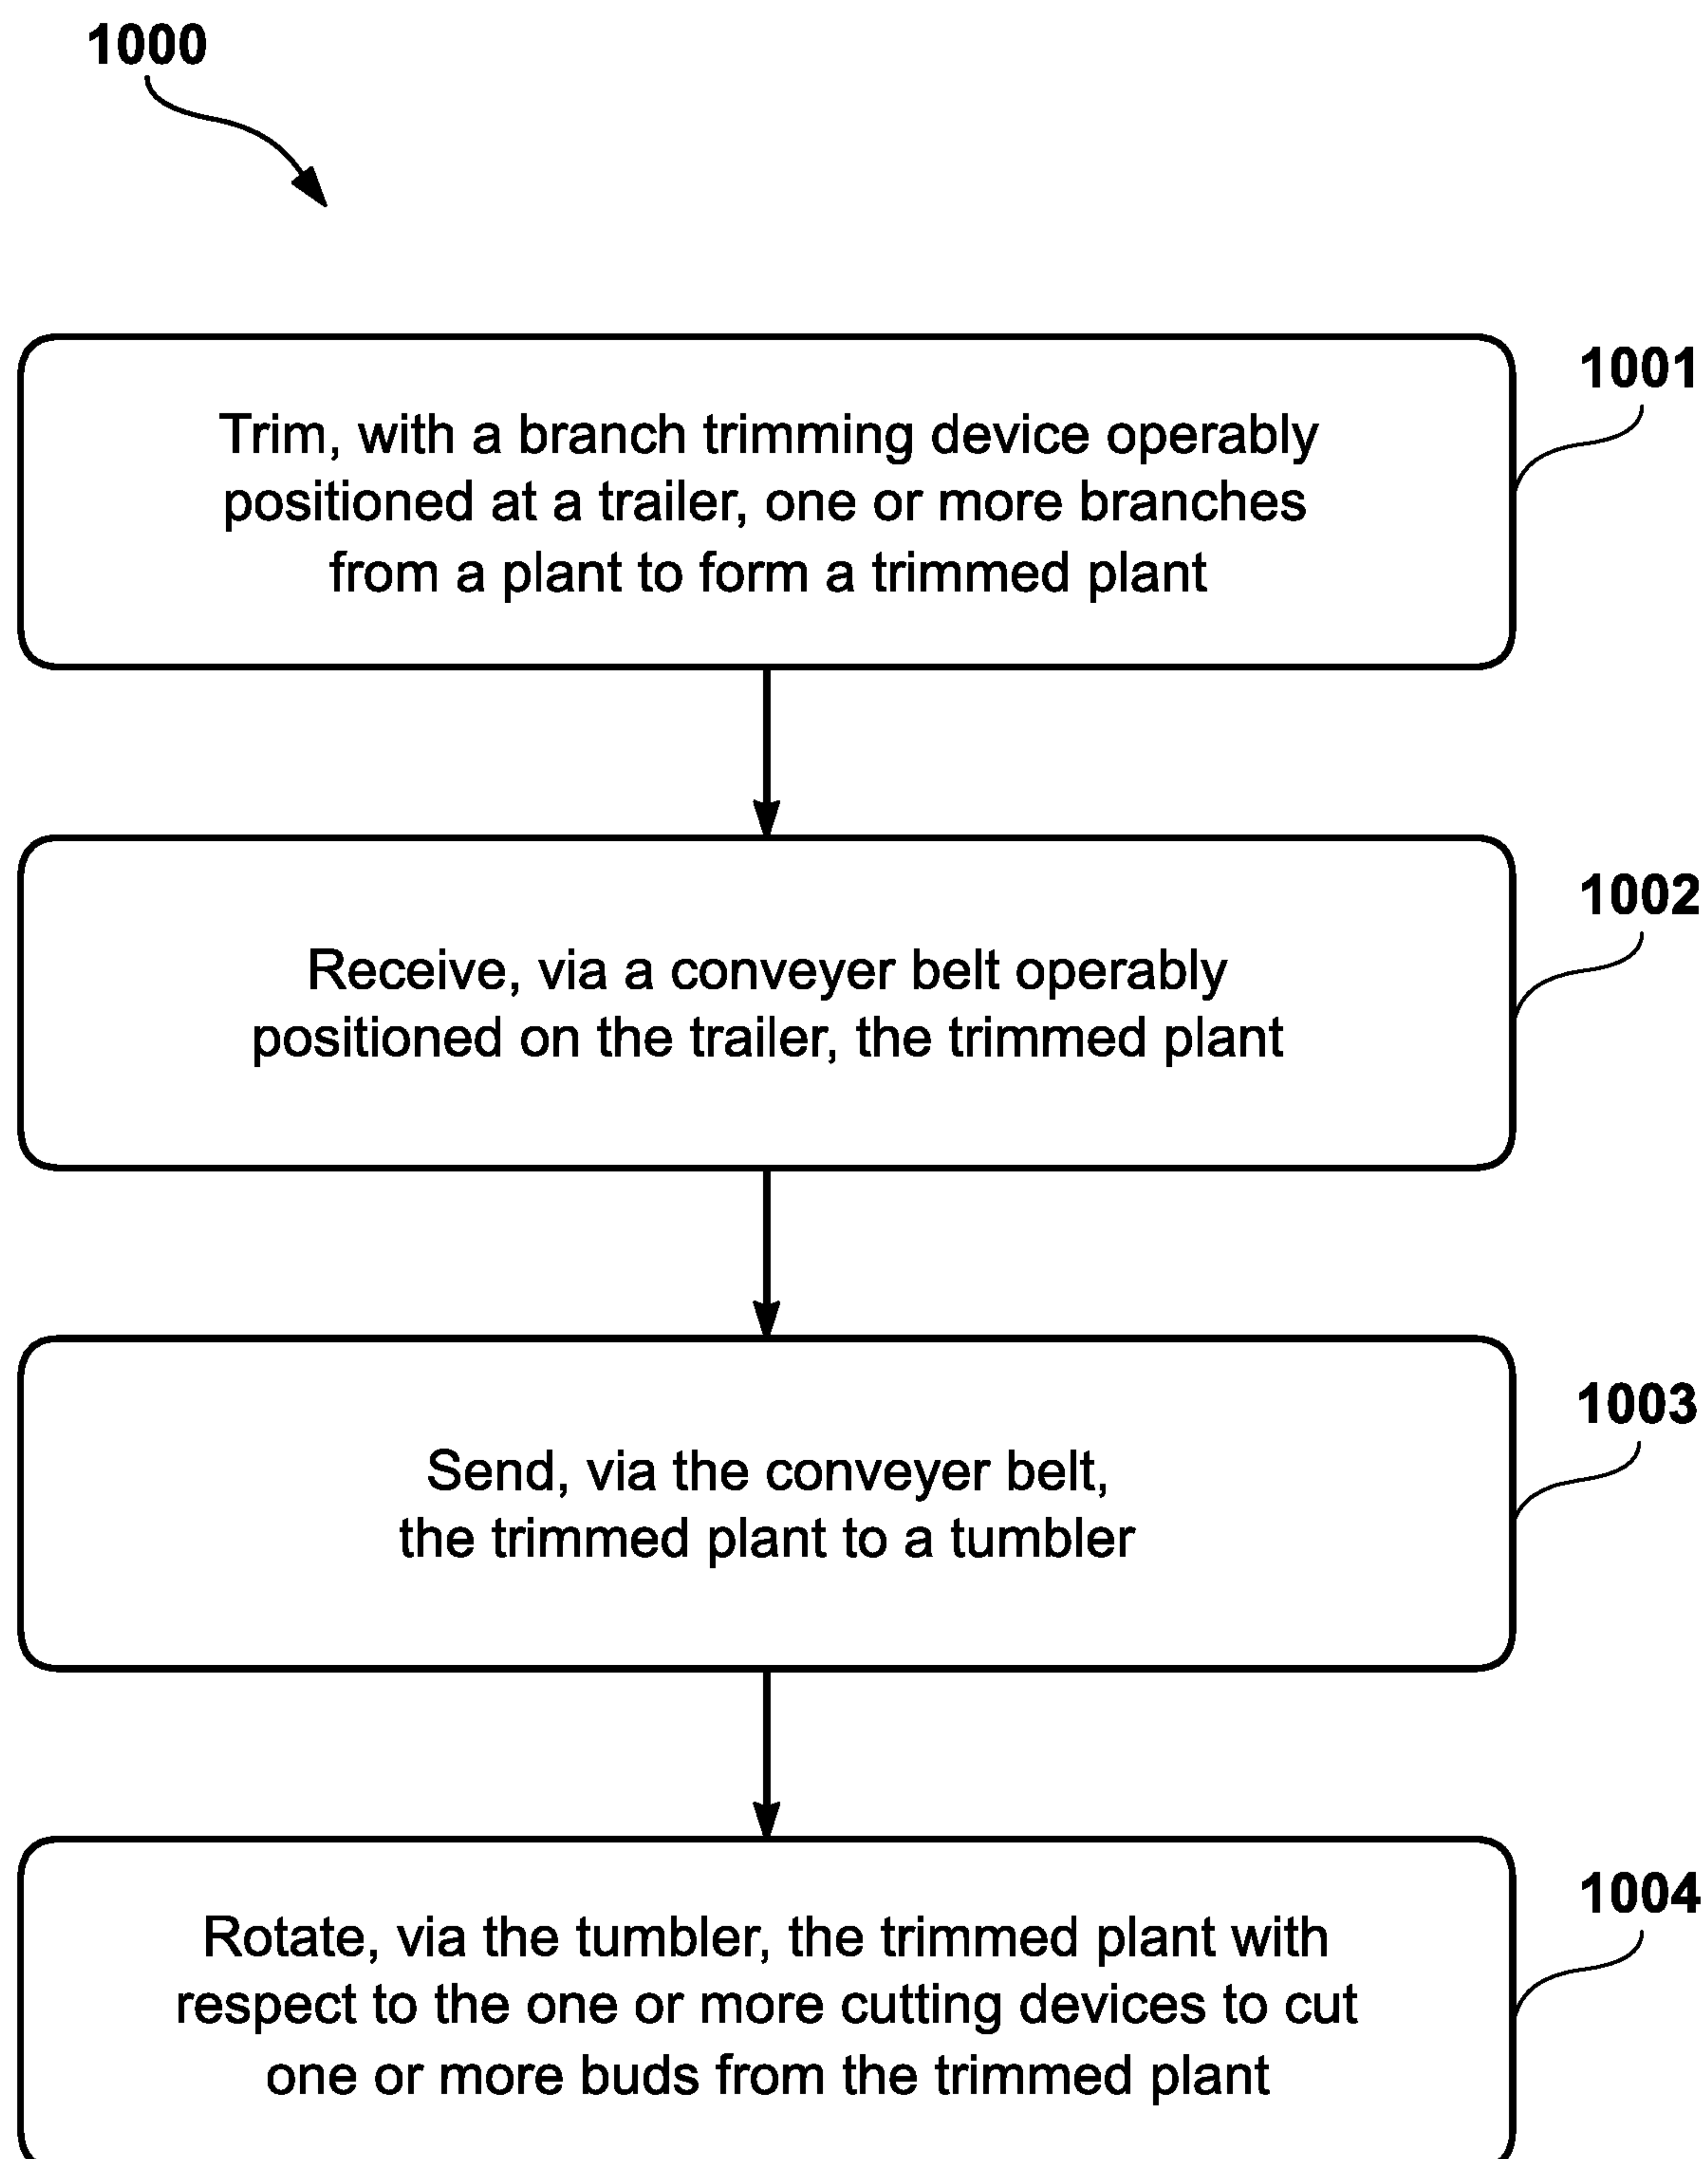 1000
1001
Trim, with a branch trimming device operably
positioned at a trailer, one or more branches
from a plant to form a trimmed plant
1002
Receive, via a conveyer belt operably
positioned on the trailer, the trimmed plant
1003
Send, via the conveyer belt,
the trimmed plant to a tumbler
1004
Rotate, via the tumbler, the trimmed plant with
respect to the one or more cutting devices to cut
one or more buds from the trimmed plant